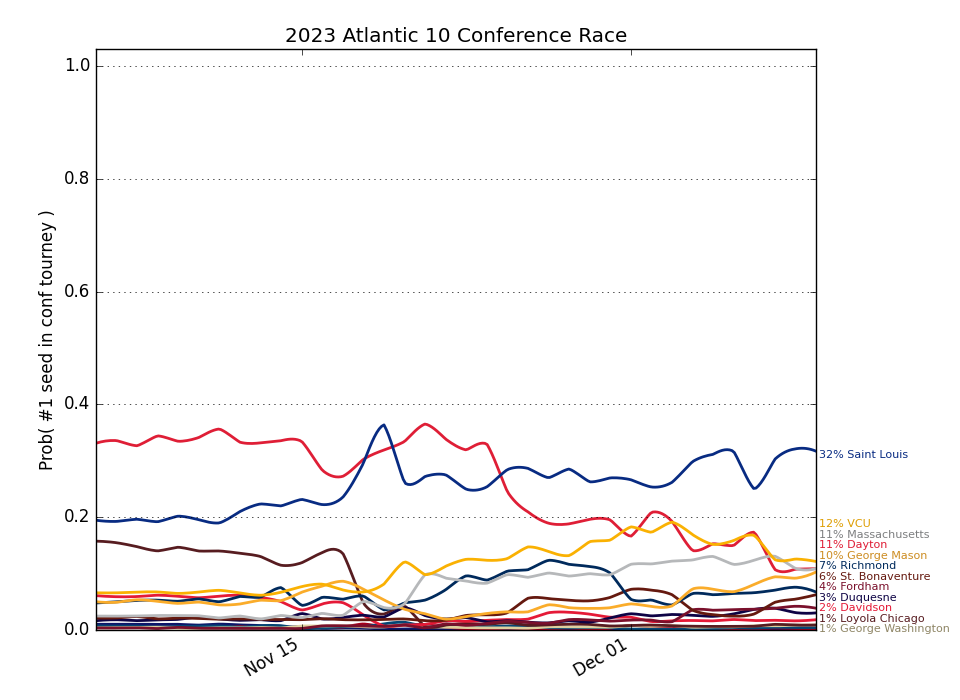 2023 Atlantic 10 Conference Race
Prob( #1 seed in conf tourney )
1.0
0.8
0.6
0.4
0.2
0.0
Nov 15
Dec 01
32% Saint Louis
12% VCU
11% Massachusetts
11% Dayton
10% George Mason
7% Richmond
6% St. Bonaventure
4% Fordham
3% Duquesne
2% Davidson
1% Loyola Chicago
1% George Washington